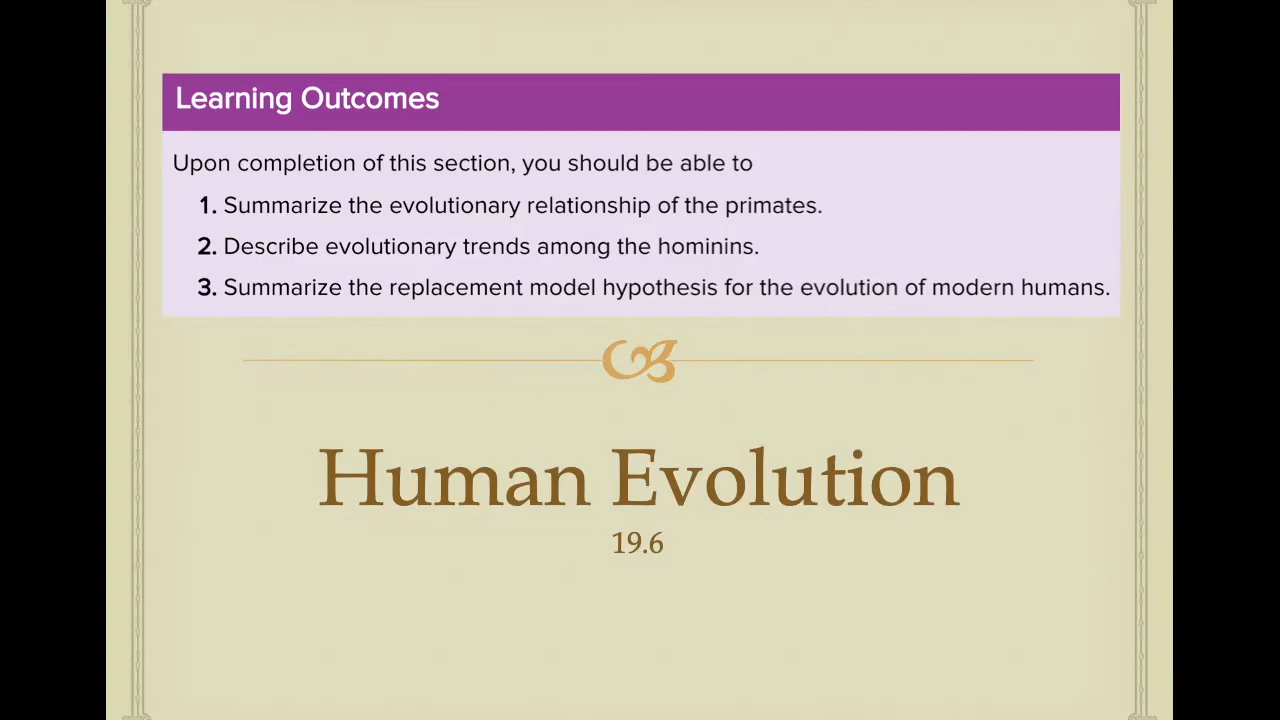 Learning Outcomes
Upon completion of this section, you should be able to
1. Summarize the evolutionary relationship of the primates.
2. Describe evolutionary trends among the hominins.
3. Summarize the replacement model hypothesis for the evolution of modern humans.
Human Evolution
19.6